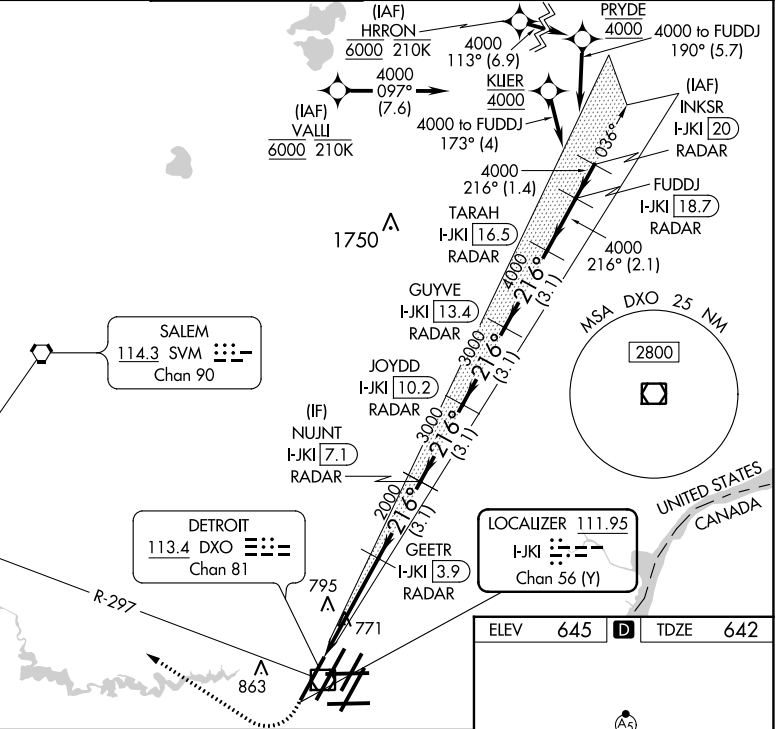 (IAF)
HRRON
6000 210K
4000
113° (6.9)
PRYDE
4000
4000 to FUDDJ
190° (5.7)
4000
097°
(7.6)
(IAF)
VALLI
6000 210K
KLIER
4000
4000 to FUDDJ
173° (4)
(IAF)
INKSR
I-JKI 20
RADAR
036°
4000
216° (1.4)
FUDDJ
I-JKI 18.7
RADAR
TARAH
I-JKI 16.5
RADAR
4000
216° (2.1)
1750
4000
216°
(3.1)
GUYVE
I-JKI 13.4
RADAR
MSA DXO 25 NM
2800
SALEM
114.3 SVM
Chan 90
3000
216°
(3.1)
JOYDD
I-JKI 10.2
RADAR
3000
216°
(3.1)
(IF)
NUJNT
I-JKI 7.1
RADAR
UNITED STATES
CANADA
2000
216°
(3.1)
DETROIT
113.4 DXO
Chan 81
LOCALIZER 111.95
I-JKI
Chan 56 (Y)
GEETR
I-JKI 3.9
RADAR
R-297
795
771
863
ELEV 645 D TDZE 642
A5